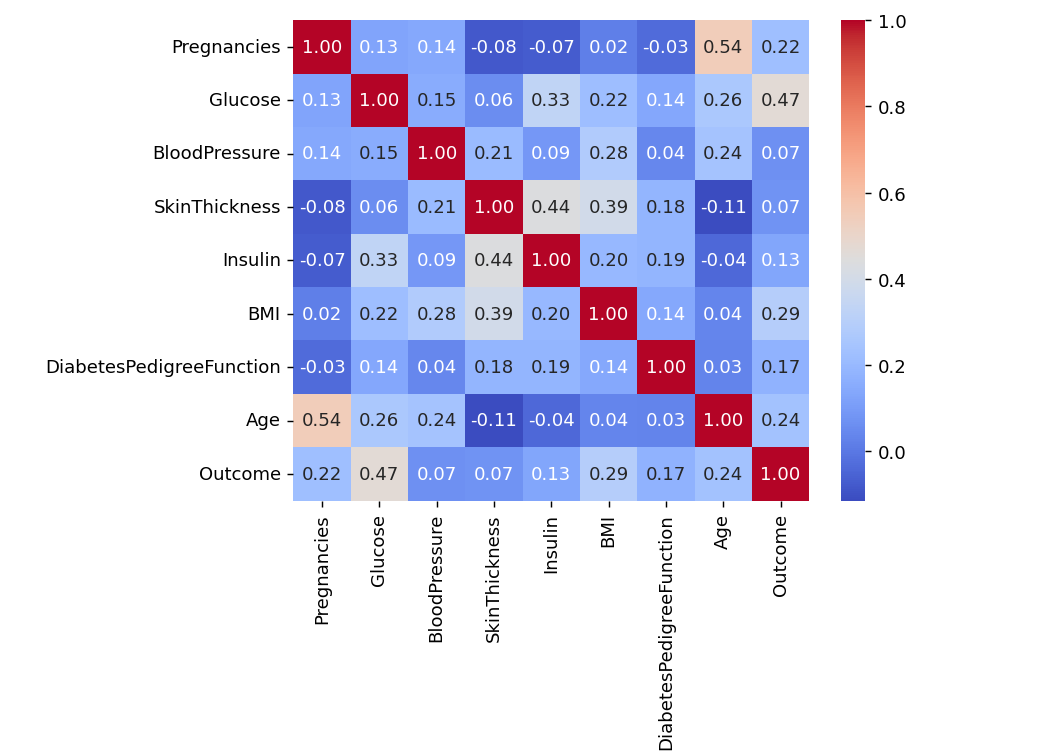 Pregnancies 1.00 0.13 0.14 -0.08 -0.07 0.02 -0.03 0.54 0.22
Glucose 0.13 1.00 0.15 0.06 0.33 0.22 0.14 0.26 0.47
BloodPressure 0.14 0.15 1.00 0.21 0.09 0.28 0.04 0.24 0.07
SkinThickness -0.08 0.06 0.21 1.00 0.44 0.39 0.18 -0.11 0.07
Insulin -0.07 0.33 0.09 0.44 1.00 0.20 0.19 -0.04 0.13
BMI 0.02 0.22 0.28 0.39 0.20 1.00 0.14 0.04 0.29
DiabetesPedigreeFunction -0.03 0.14 0.04 0.18 0.19 0.14 1.00 0.03 0.17
Age 0.54 0.26 0.24 -0.11 -0.04 0.04 0.03 1.00 0.24
Outcome 0.22 0.47 0.07 0.07 0.13 0.29 0.17 0.24 1.00
Pregnancies
Glucose
BloodPressure
SkinThickness
Insulin
BMI
DiabetesPedigreeFunction
Age
Outcome
1.0
0.8
0.6
0.4
0.2
0.0